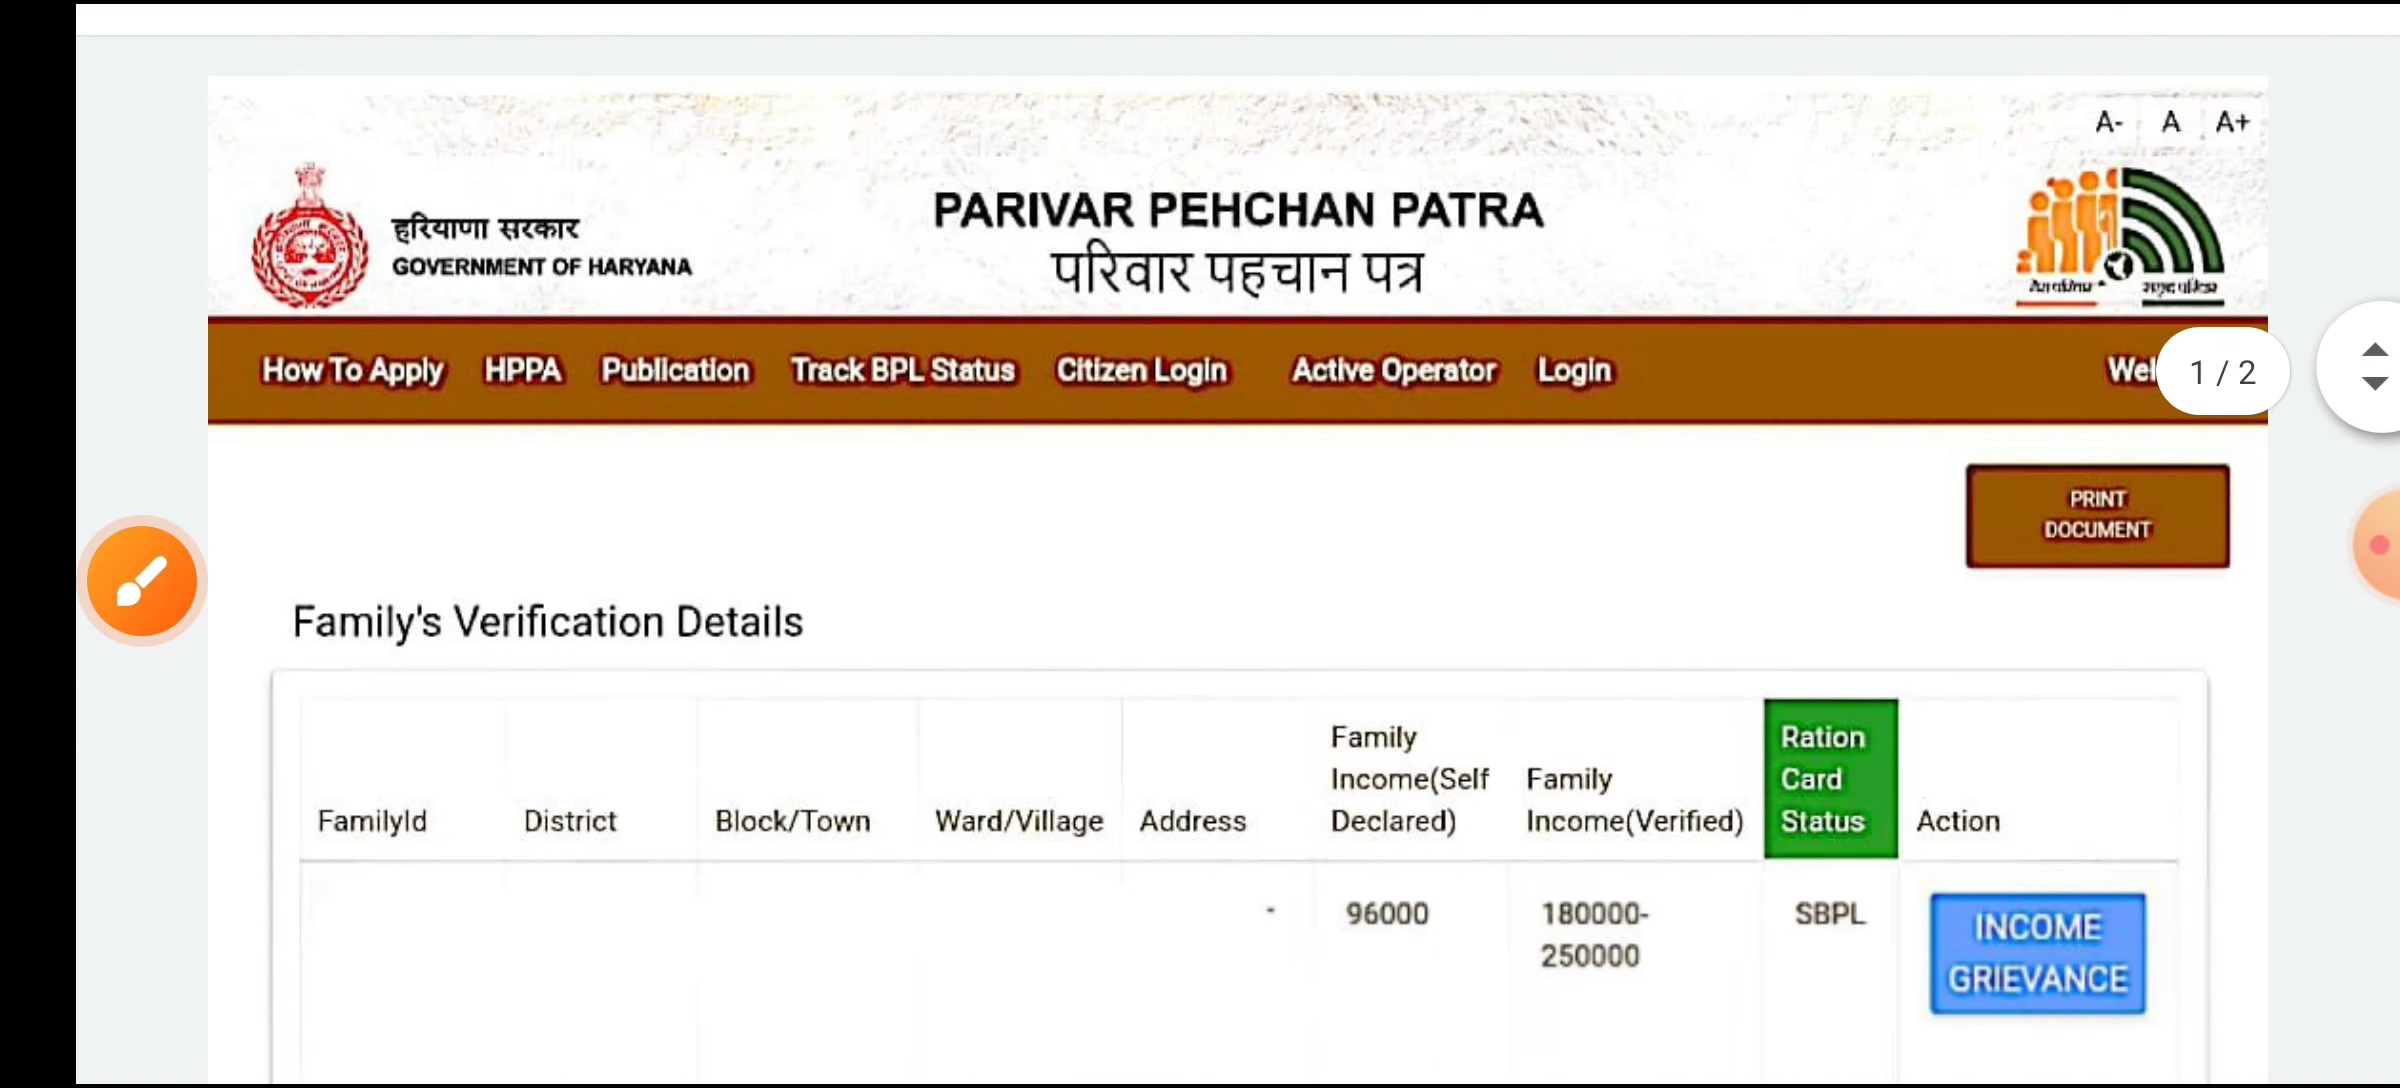 A- A A+
हरियाणा सरकार
GOVERNMENT OF HARYANA
PARIVAR PEHCHAN PATRA
परिवार पहचान पत्र
How To Apply HPPA Publication Track BPL Status Citizen Login Active Operator Login Wel
1 / 2
PRINT
DOCUMENT
Family's Verification Details
FamilyId District Block/Town Ward/Village Address Family Income(Self Declared) Family Income(Verified) Ration Card Status Action
- 96000 180000-250000 SBPL INCOME GRIEVANCE